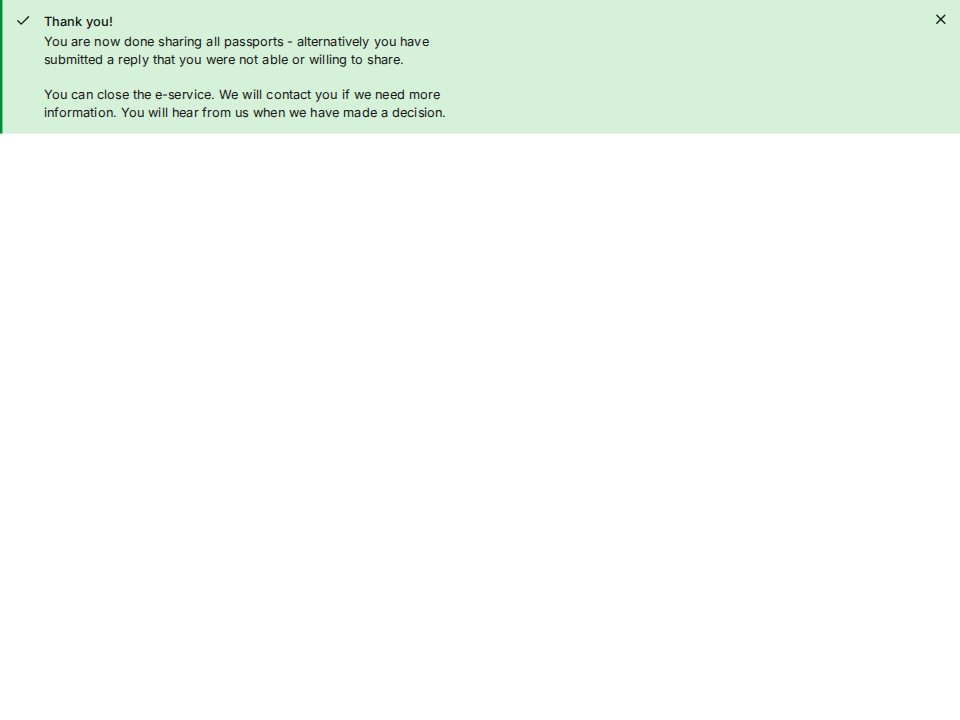 Thank you!
You are now done sharing all passports - alternatively you have
submitted a reply that you were not able or willing to share.
You can close the e-service. We will contact you if we need more
information. You will hear from us when we have made a decision.